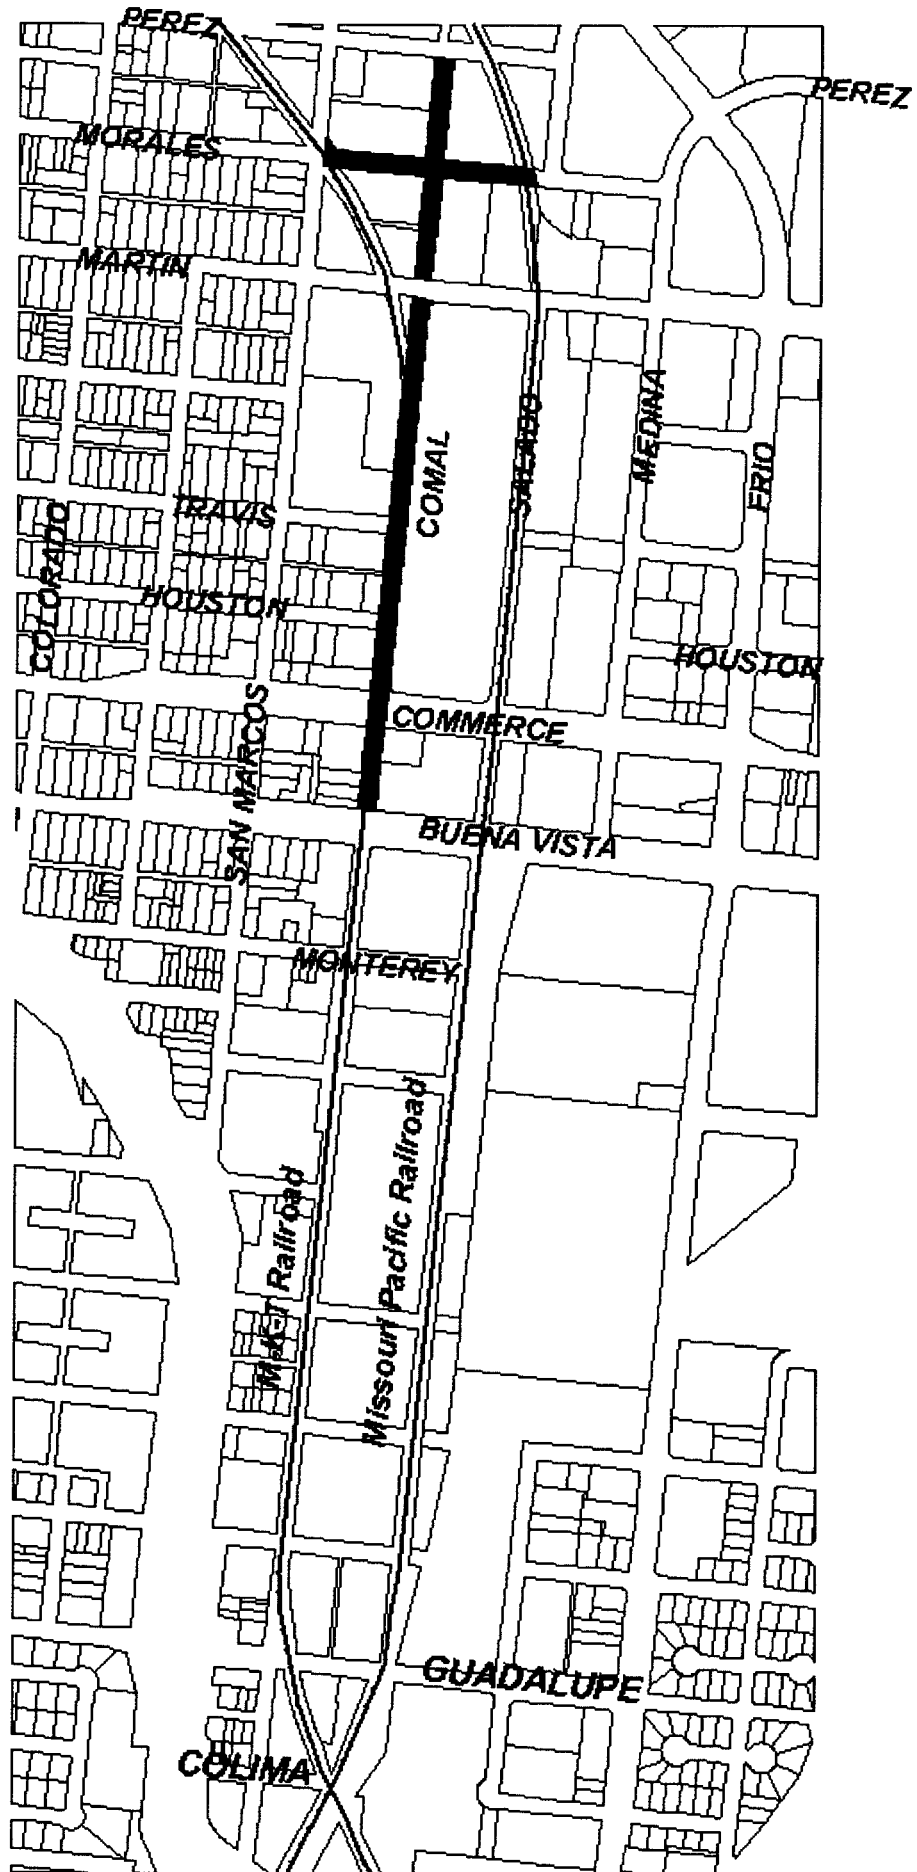 PEREZ
PEREZ
MORALES
MARTIN
MEDINA
SALADO
COMAL
FRIO
TRAVIS
COLORADO
HOUSTON
HOUSTON
SAN MARCOS
COMMERCE
BUENA VISTA
MONTEREY
Missouri Pacific Railroad
M-K-T Railroad
GUADALUPE
COLIMA